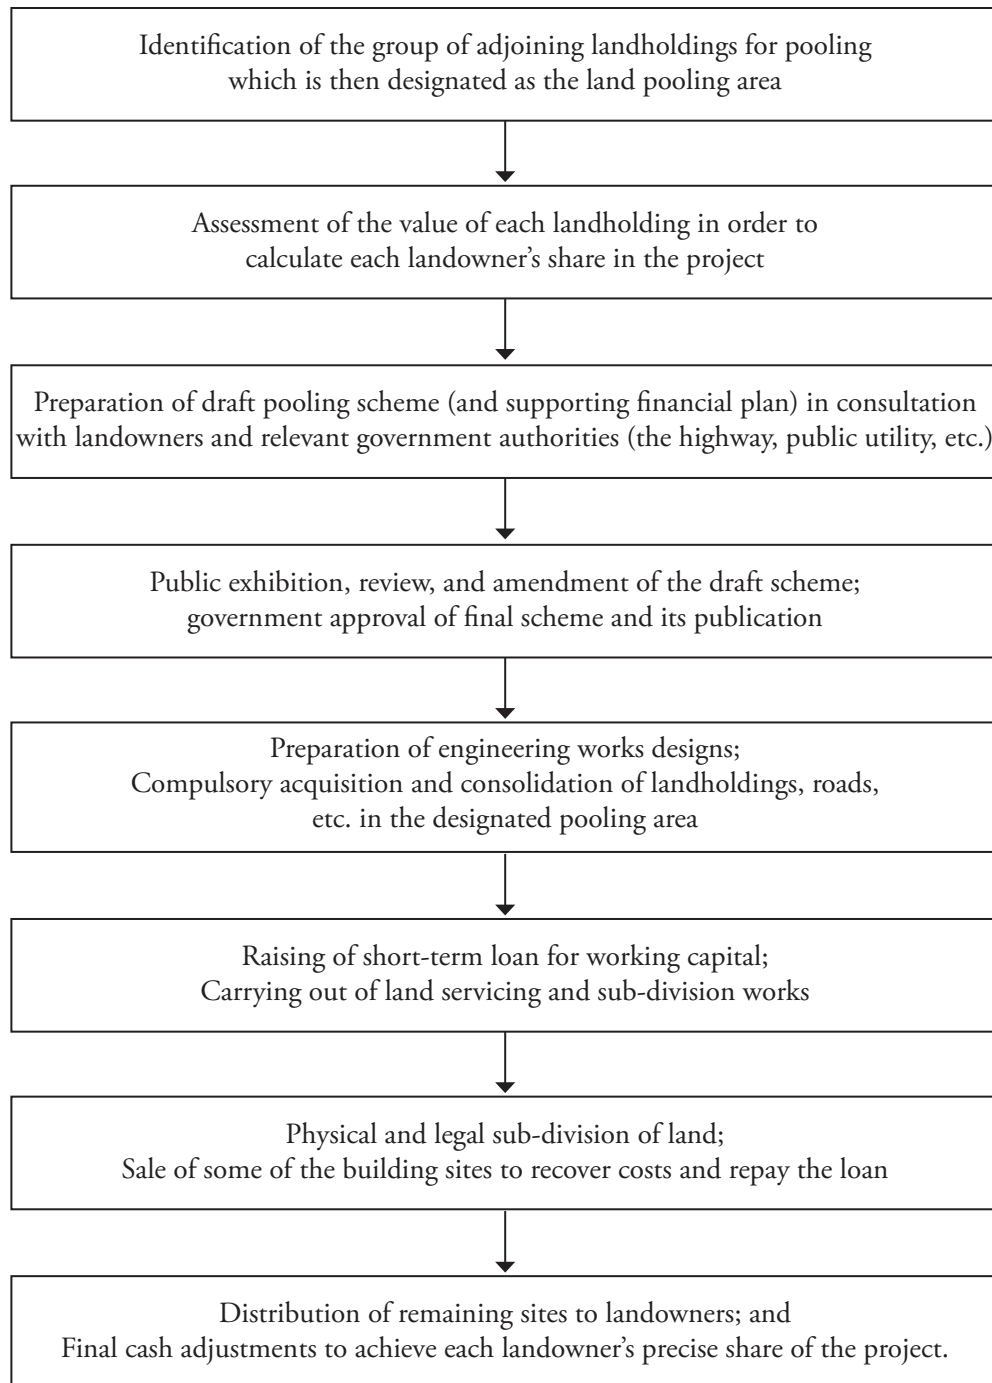 Identification of the group of adjoining landholdings for pooling
which is then designated as the land pooling area
Assessment of the value of each landholding in order to
calculate each landowner’s share in the project
Preparation of draft pooling scheme (and supporting financial plan) in consultation
with landowners and relevant government authorities (the highway, public utility, etc.)
Public exhibition, review, and amendment of the draft scheme;
government approval of final scheme and its publication
Preparation of engineering works designs;
Compulsory acquisition and consolidation of landholdings, roads,
etc. in the designated pooling area
Raising of short-term loan for working capital;
Carrying out of land servicing and sub-division works
Physical and legal sub-division of land;
Sale of some of the building sites to recover costs and repay the loan
Distribution of remaining sites to landowners; and
Final cash adjustments to achieve each landowner’s precise share of the project.